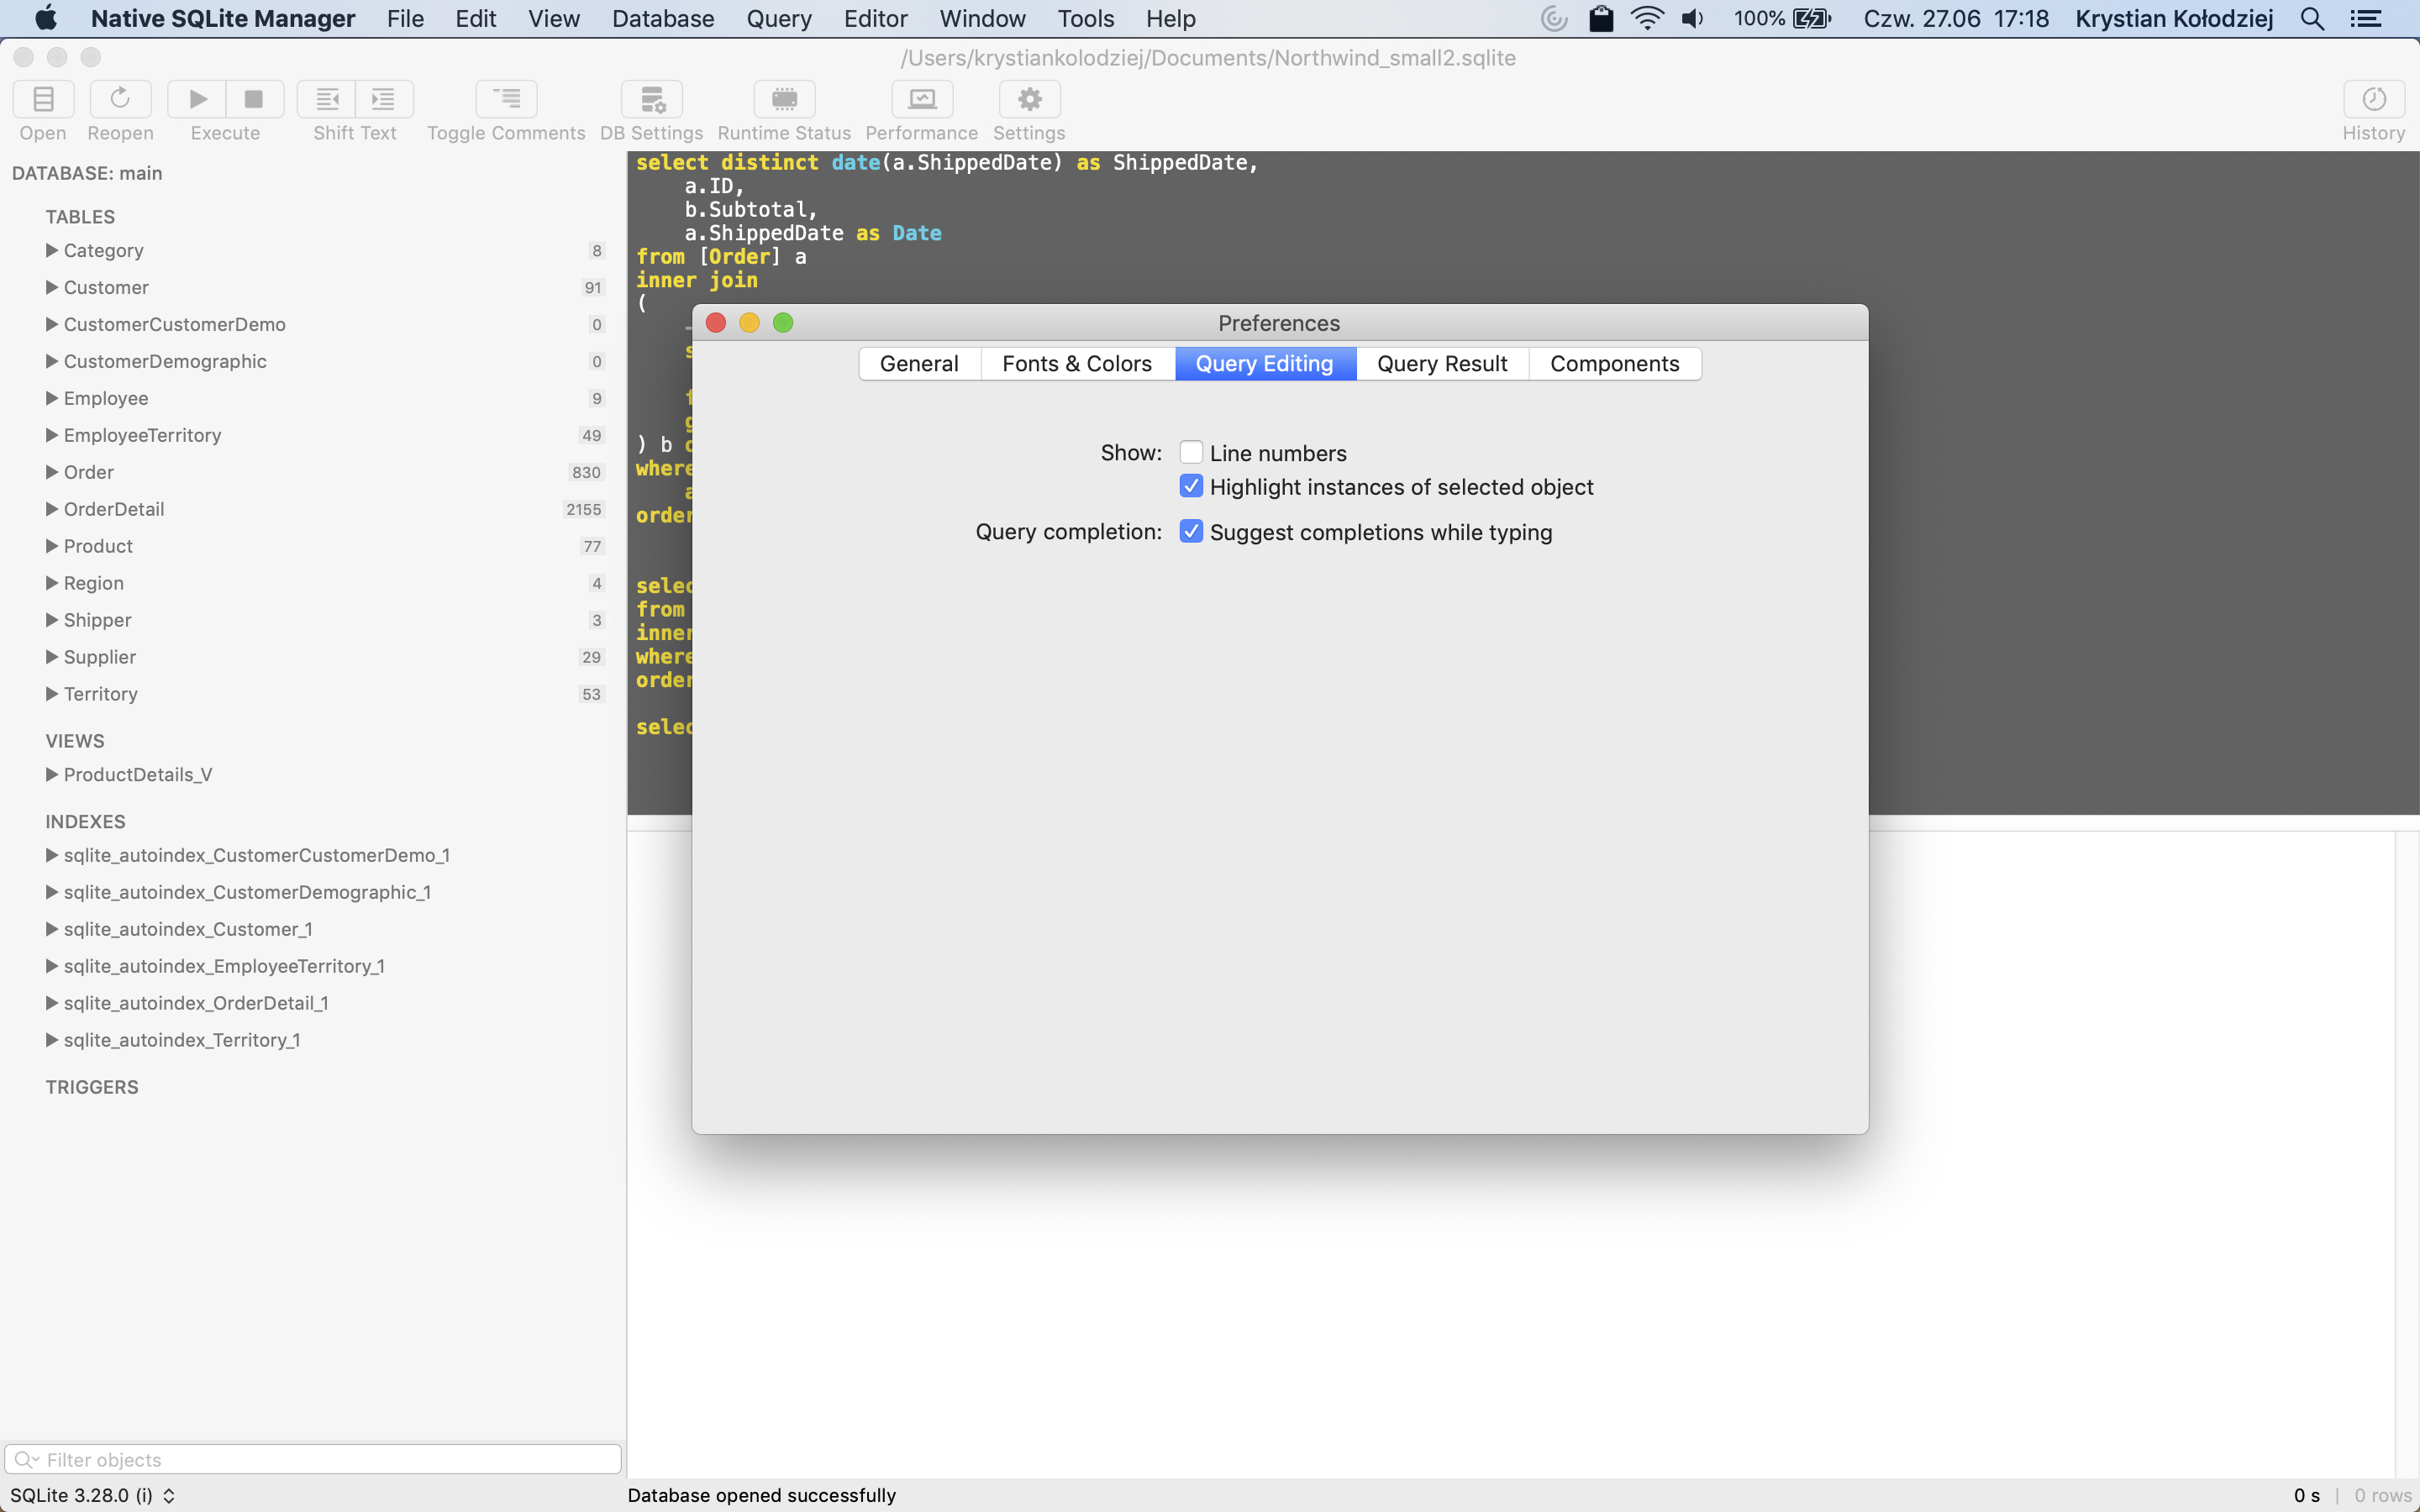 Native SQLite Manager File Edit View Database Query Editor Window Tools Help 100% Czw. 27.06 17:18 Krystian Kołodziej
/Users/krystiankolodziej/Documents/Northwind_small2.sqlite
Open Reopen Execute Shift Text Toggle Comments DB Settings Runtime Status Performance Settings History
DATABASE: main
TABLES
Category 8
Customer 91
CustomerCustomerDemo 0
CustomerDemographic 0
Employee 9
EmployeeTerritory 49
Order 830
OrderDetail 2155
Product 77
Region 4
Shipper 3
Supplier 29
Territory 53
VIEWS
ProductDetails_V
INDEXES
sqlite_autoindex_CustomerCustomerDemo_1
sqlite_autoindex_CustomerDemographic_1
sqlite_autoindex_Customer_1
sqlite_autoindex_EmployeeTerritory_1
sqlite_autoindex_OrderDetail_1
sqlite_autoindex_Territory_1
TRIGGERS
Filter objects
SQLite 3.28.0 (i)
select distinct date(a.ShippedDate) as ShippedDate,
a.ID,
b.Subtotal,
a.ShippedDate as Date
from [Order] a
inner join
(
) b
where
order
selec
from
inner
where
order
selec
Preferences
General Fonts & Colors Query Editing Query Result Components
Show: Line numbers
Highlight instances of selected object
Query completion: Suggest completions while typing
Database opened successfully
0 s | 0 rows